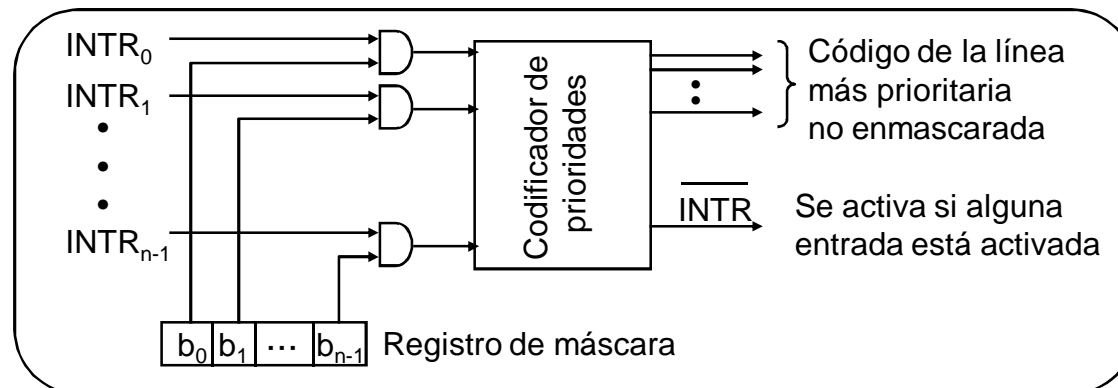 INTR0
INTR1
INTRn-1
Codificador de
prioridades
Código de la línea
más prioritaria
no enmascarada
INTR
Se activa si alguna
entrada está activada
b0 b1 ... bn-1
Registro de máscara